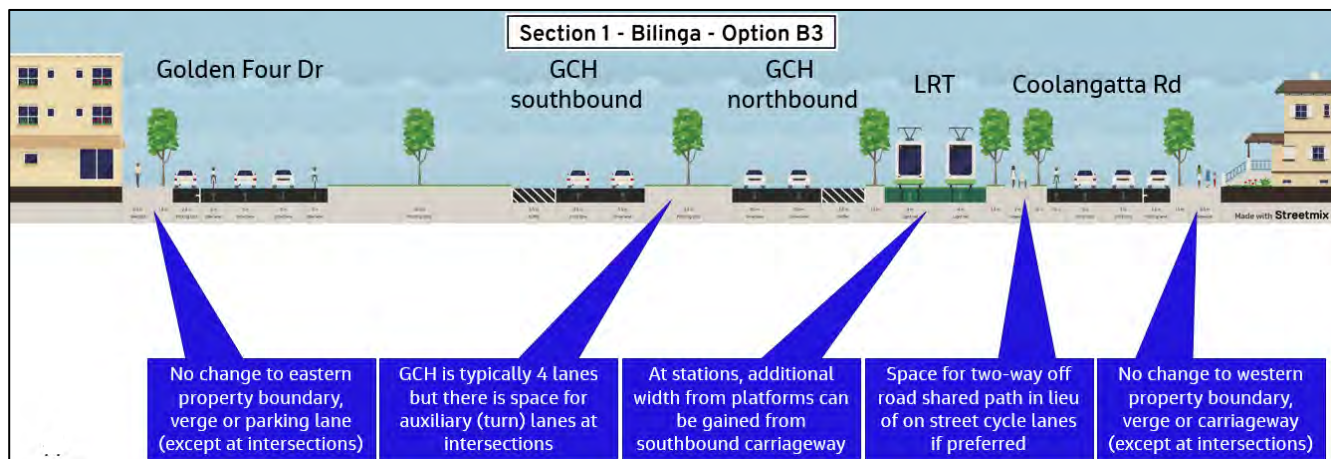 Section 1 - Bilinga - Option B3
Golden Four Dr
GCH
southbound
GCH
northbound
LRT
Coolangatta Rd
Made with Streetmix
No change to eastern
property boundary,
verge or parking lane
(except at intersections)
GCH is typically 4 lanes
but there is space for
auxiliary (turn) lanes at
intersections
At stations, additional
width from platforms can
be gained from
southbound carriageway
Space for two-way off
road shared path in lieu
of on street cycle lanes
if preferred
No change to western
property boundary,
verge or carriageway
(except at intersections)